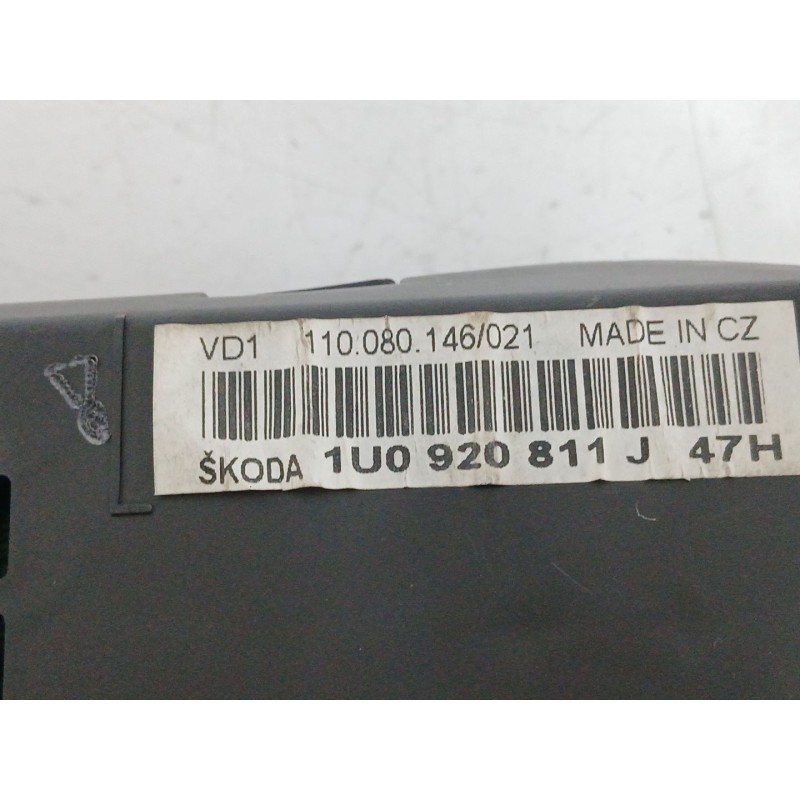 VD1 110.080.146/021 MADE IN CZ
ŠKODA 1U0 920 811 J 47H